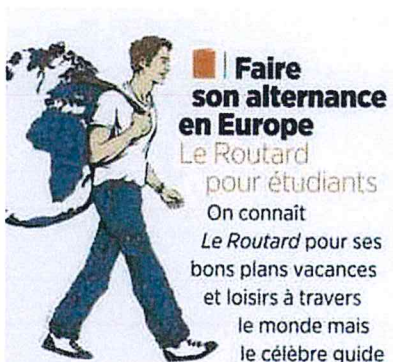 | Faire
son alternance
en Europe
Le Routard
pour étudiants
On connaît
Le Routard pour ses
bons plans vacances
et loisirs à travers
le monde mais
le célèbre guide